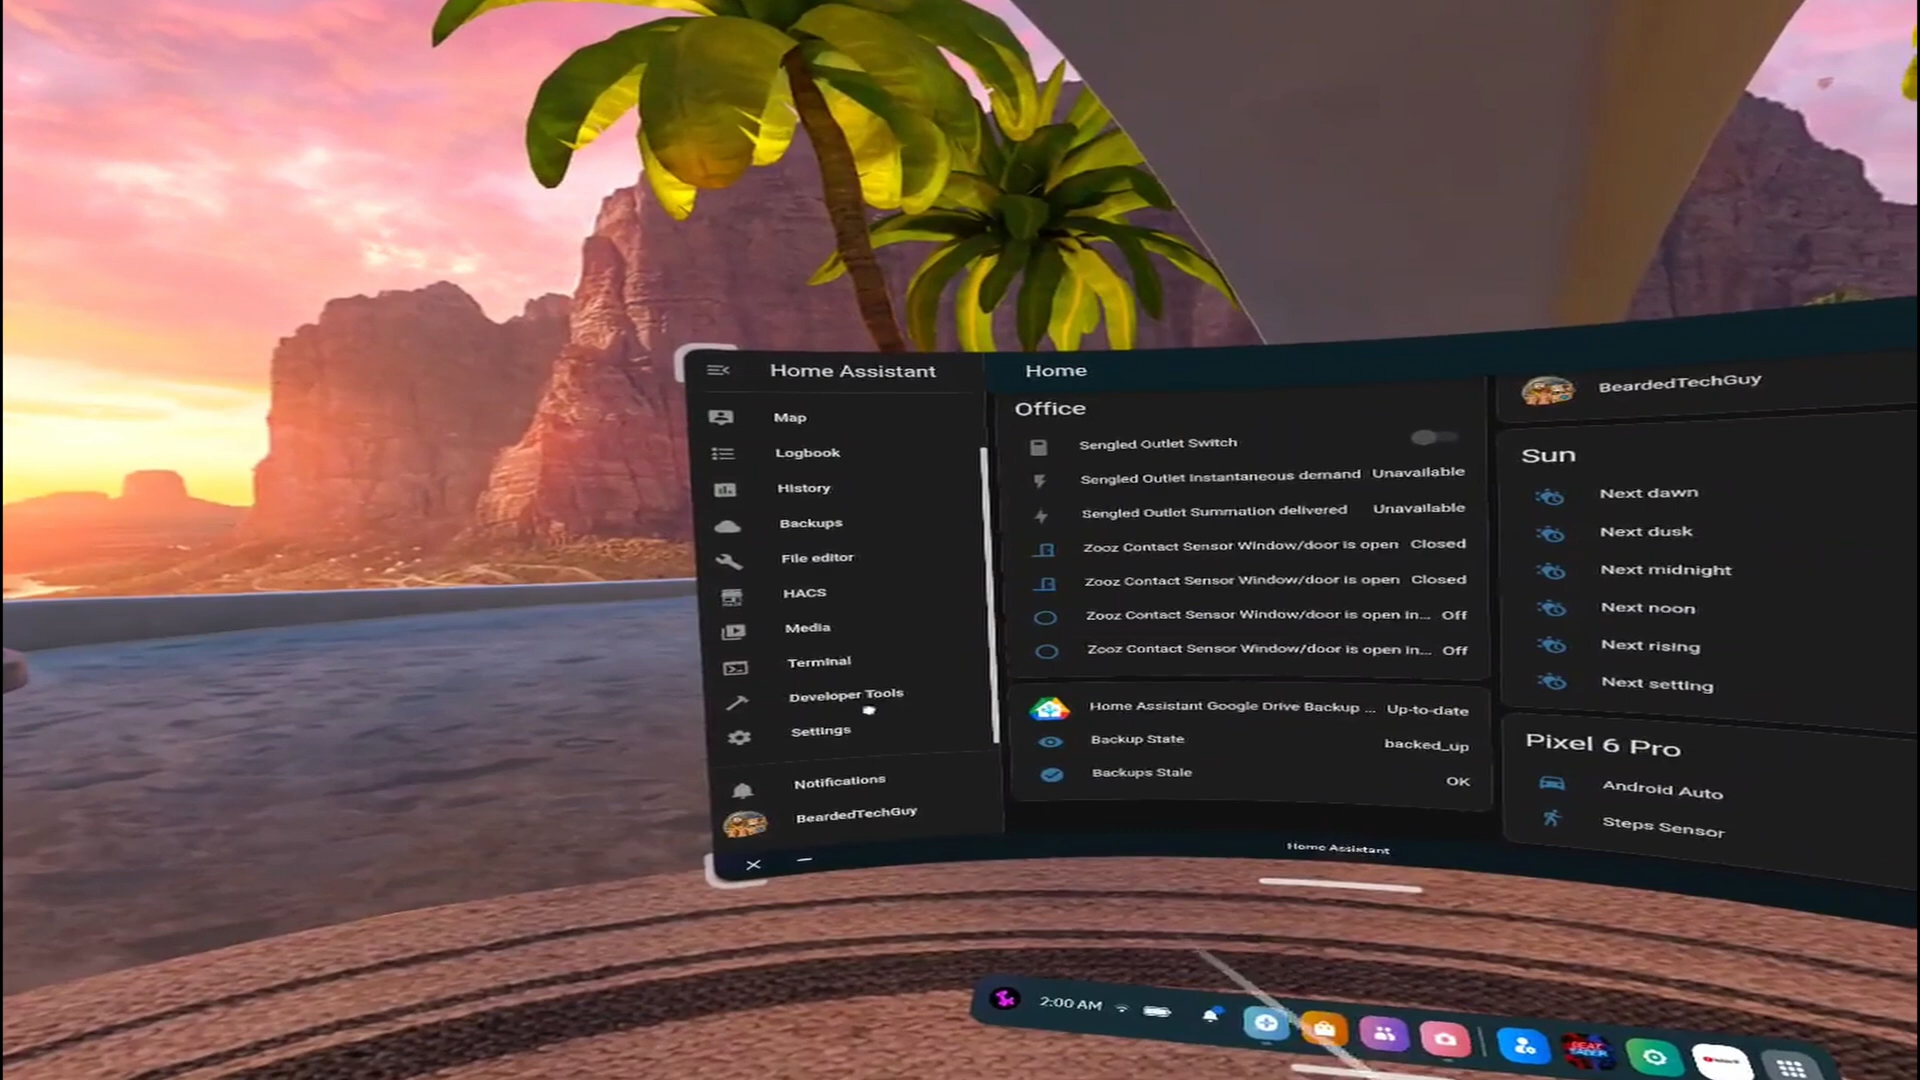 Home Assistant
Map
Logbook
History
Backups
File editor
HACS
Media
Terminal
Developer Tools
Settings
Notifications
BeardedTechGuy
Home
Office
Sengled Outlet Switch
Sengled Outlet Instantaneous demand Unavailable
Sengled Outlet Summation delivered Unavailable
Zooz Contact Sensor Window/door is open Closed
Zooz Contact Sensor Window/door is open Closed
Zooz Contact Sensor Window/door is open in... Off
Zooz Contact Sensor Window/door is open in... Off
Home Assistant Google Drive Backup ... Up-to-date
Backup State backed_up
Backups Stale OK
BeardedTechGuy
Sun
Next dawn
Next dusk
Next midnight
Next noon
Next rising
Next setting
Pixel 6 Pro
Android Auto
Steps Sensor
Home Assistant
2:00 AM
BEAT
SABER